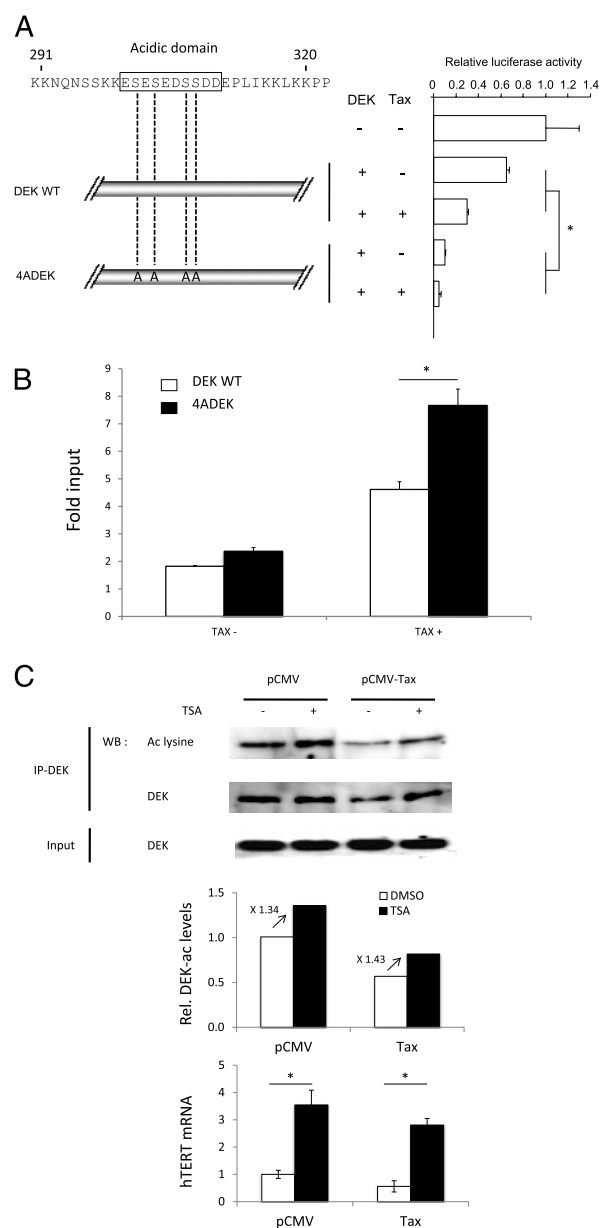 A
291 Acidic domain 320
KKNQNSSKKESESEDSSDDEPLIKKLKKPP
Relative luciferase activity
DEK Tax 0 0.2 0.4 0.6 0.8 1.0 1.2 1.4
- -
DEK WT + -
+ + *
4ADEK A A A A + -
+ +
B
9
8
7
6
5
4
3
2
1
0
Fold input
DEK WT
4ADEK
*
TAX - TAX +
C
pCMV pCMV-Tax
TSA - + - +
WB : Ac lysine
IP-DEK
DEK
Input DEK
Rel. DEK-ac levels
1.5
1.0
0.5
0.0
X 1.34
X 1.43
DMSO
TSA
pCMV Tax
hTERT mRNA
5
4
3
2
1
0
* *
pCMV Tax